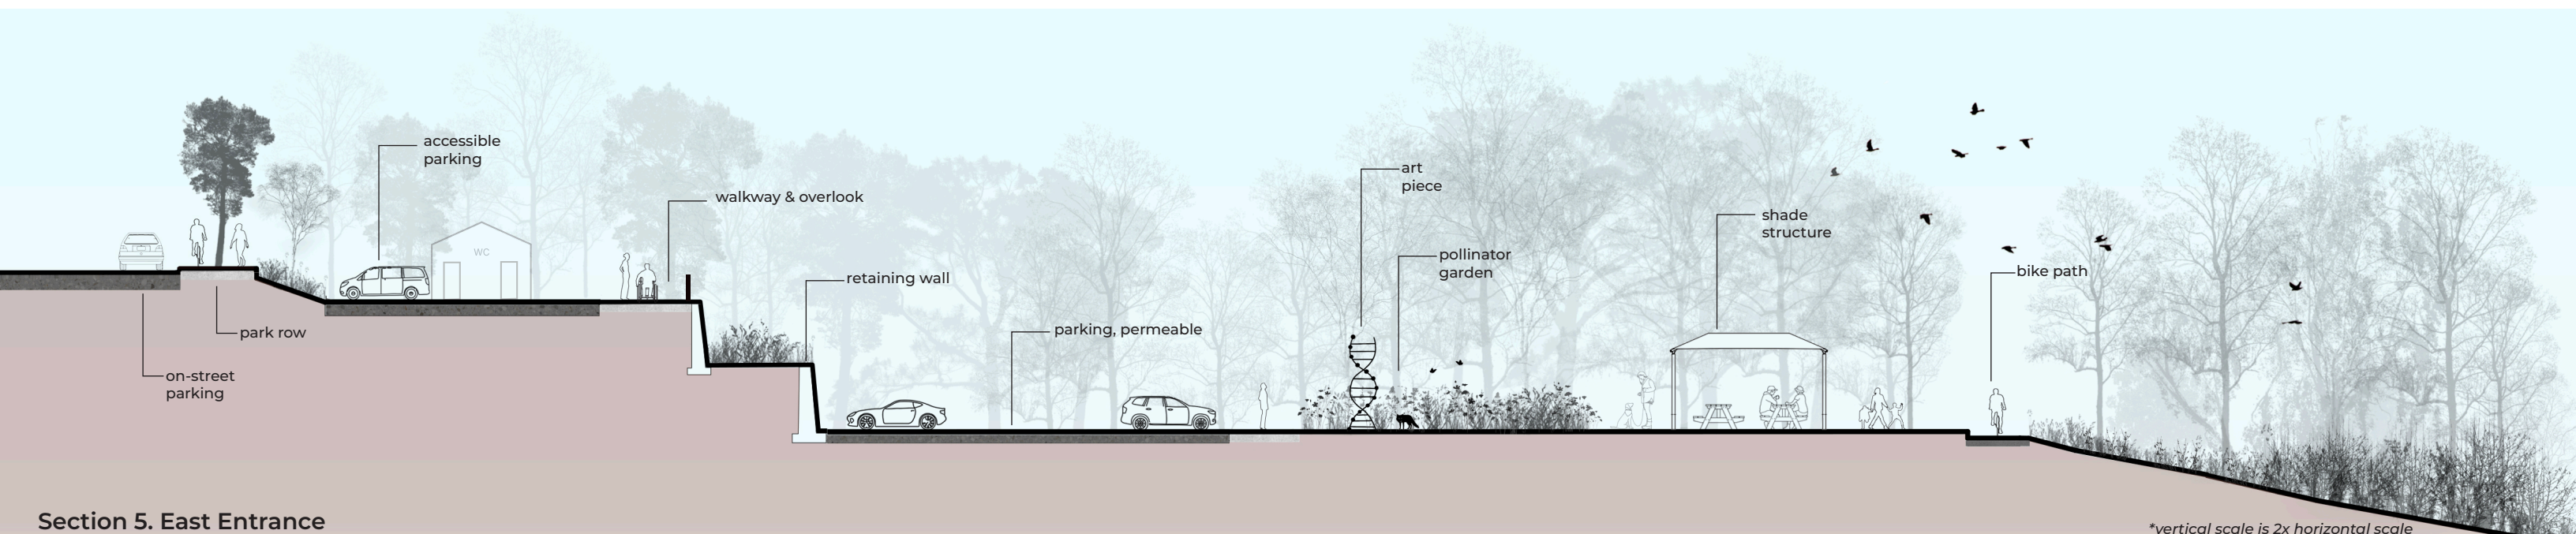 accessible
parking
WC
walkway & overlook
retaining wall
parking, permeable
art
piece
pollinator
garden
shade
structure
bike path
park row
on-street
parking
Section 5. East Entrance
*vertical scale is 2x horizontal scale